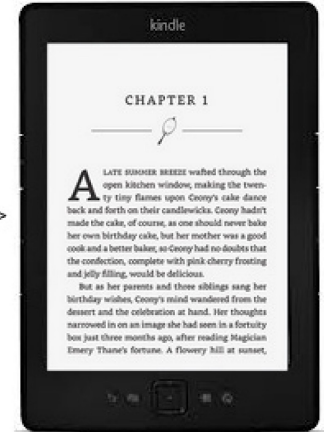 kindle
CHAPTER 1
A LATE SUMMER BREEZE wafted through the
open kitchen window, making the twen-
ty tiny flames upon Ceony's cake dance
back and forth on their candlewicks. Ceony hadn't
made the cake, of course, as one should never bake
her own birthday cake, but her mother was a good
cook and a better baker, so Ceony had no doubts that
the confection, complete with pink cherry frosting
and jelly filling, would be delicious.
But as her parents and three siblings sang her
birthday wishes, Ceony's mind wandered from the
dessert and the celebration at hand. Her thoughts
narrowed in on an image she had seen in a fortuity
box just three months ago, after reading Magician
Emery Thane's fortune. A flowery hill at sunset,